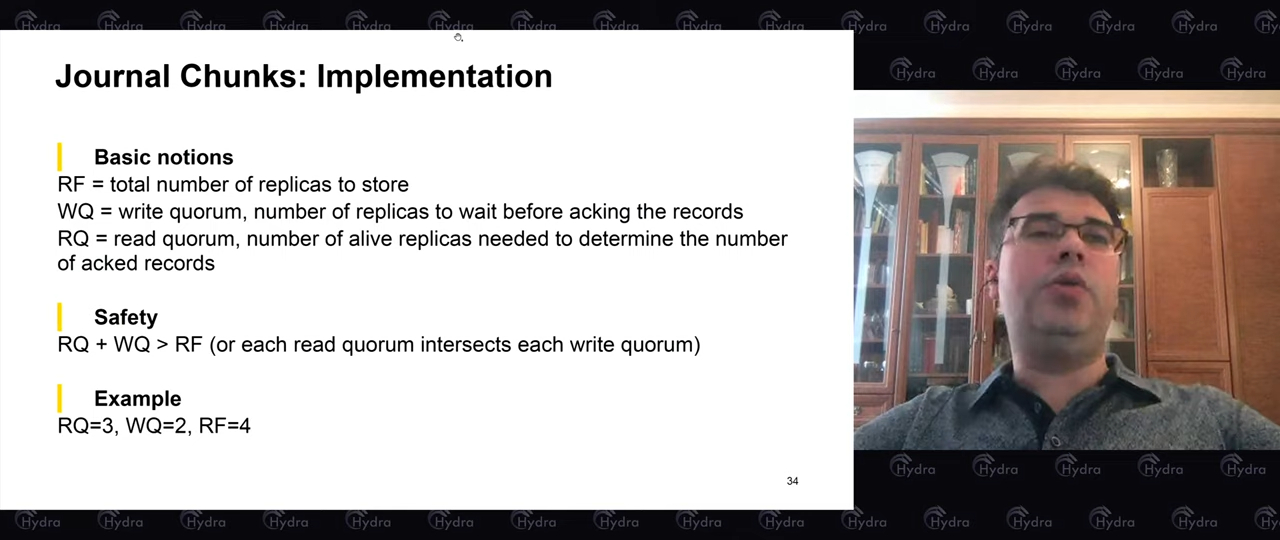 Journal Chunks: Implementation
Basic notions
RF = total number of replicas to store
WQ = write quorum, number of replicas to wait before acking the records
RQ = read quorum, number of alive replicas needed to determine the number
of acked records
Safety
RQ + WQ > RF (or each read quorum intersects each write quorum)
Example
RQ=3, WQ=2, RF=4
34
Hydra